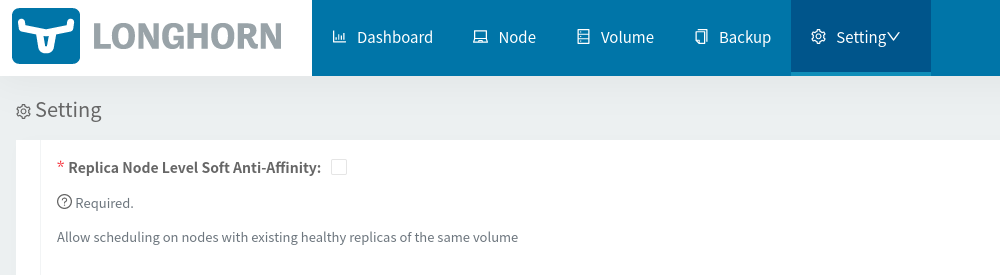 LONGHORN
Dashboard Node Volume Backup Setting
Setting
* Replica Node Level Soft Anti-Affinity:
Required.
Allow scheduling on nodes with existing healthy replicas of the same volume